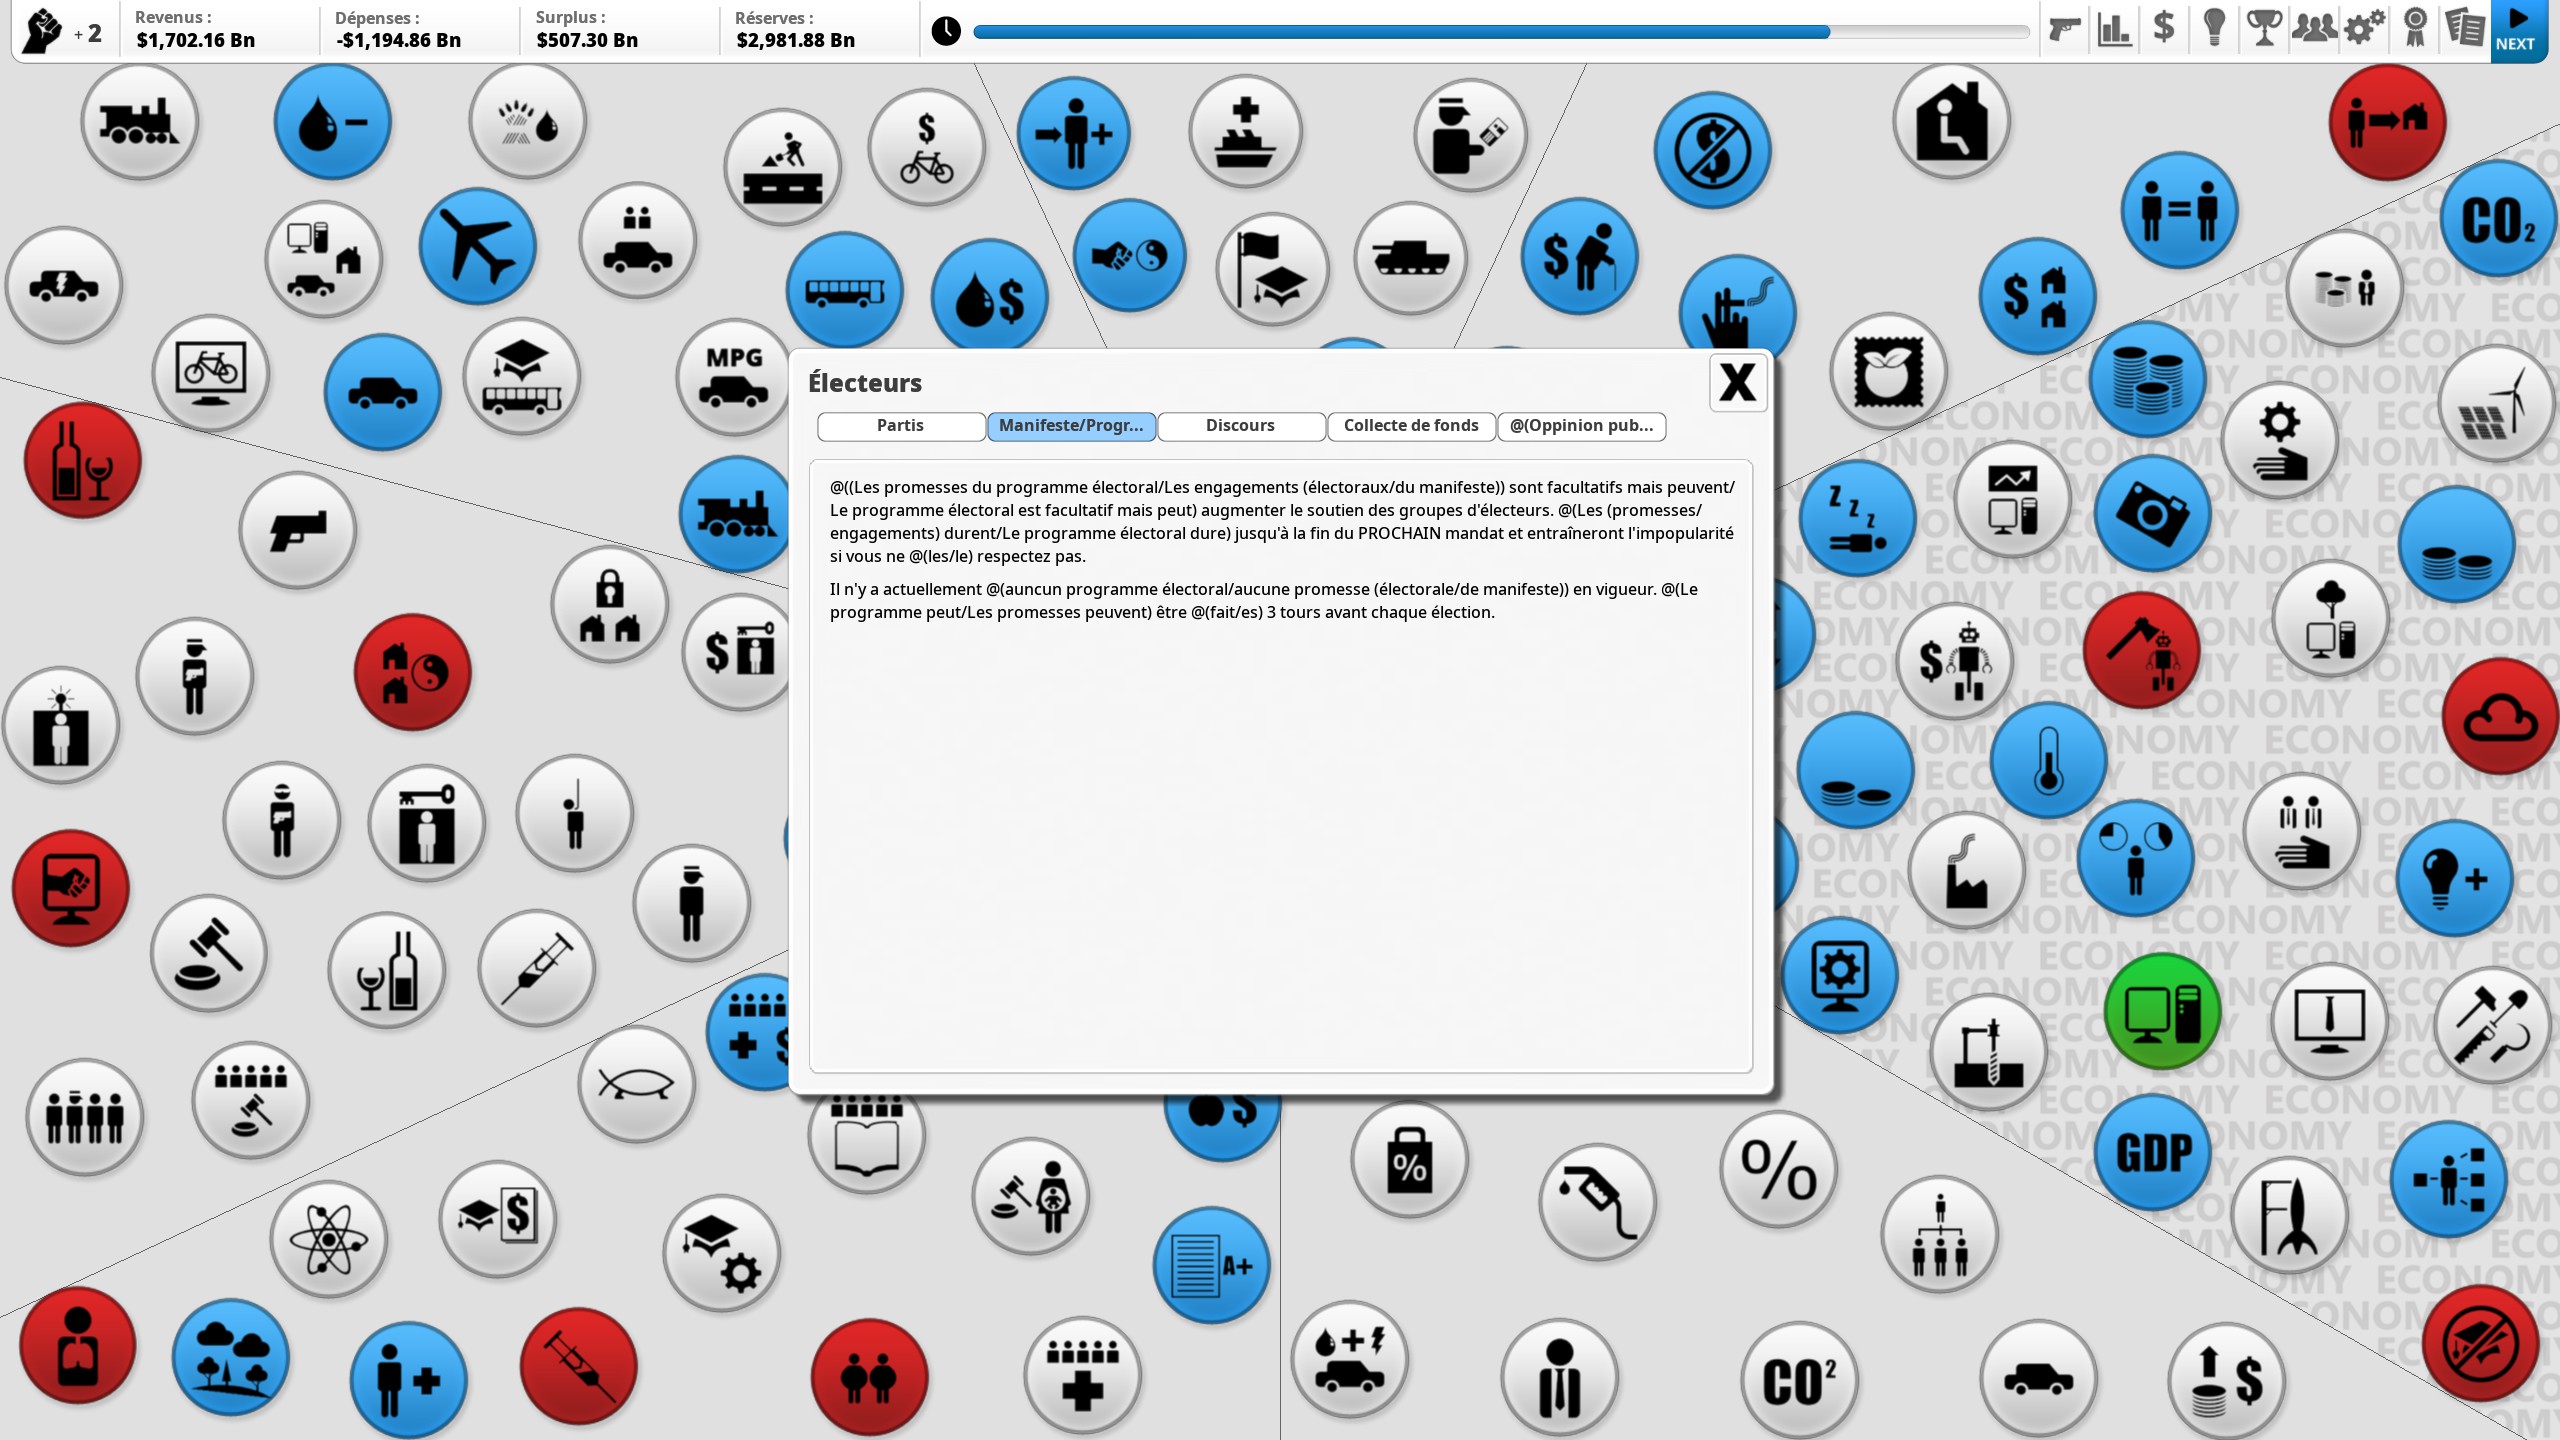 + 2
Revenus :
$1,702.16 Bn
Dépenses :
-$1,194.86 Bn
Surplus :
$507.30 Bn
Réserves :
$2,981.88 Bn
$
NEXT
$
CO2
$
$
MPG
$
$
$
Z Z Z
$
Électeurs
X
Partis
Manifeste/Progr...
Discours
Collecte de fonds
@(Oppinion pub...
@((Les promesses du programme électoral/Les engagements (électoraux/du manifeste)) sont facultatifs mais peuvent/
Le programme électoral est facultatif mais peut) augmenter le soutien des groupes d'électeurs. @(Les (promesses/
engagements) durent/Le programme électoral dure) jusqu'à la fin du PROCHAIN mandat et entraîneront l'impopularité
si vous ne @(les/le) respectez pas.
Il n'y a actuellement @(auncun programme électoral/aucune promesse (électorale/de manifeste)) en vigueur. @(Le
programme peut/Les promesses peuvent) être @(fait/es) 3 tours avant chaque élection.
ECONOMY ECONOMY ECONOMY
$
%
%
GDP
$
A+
CO²
$